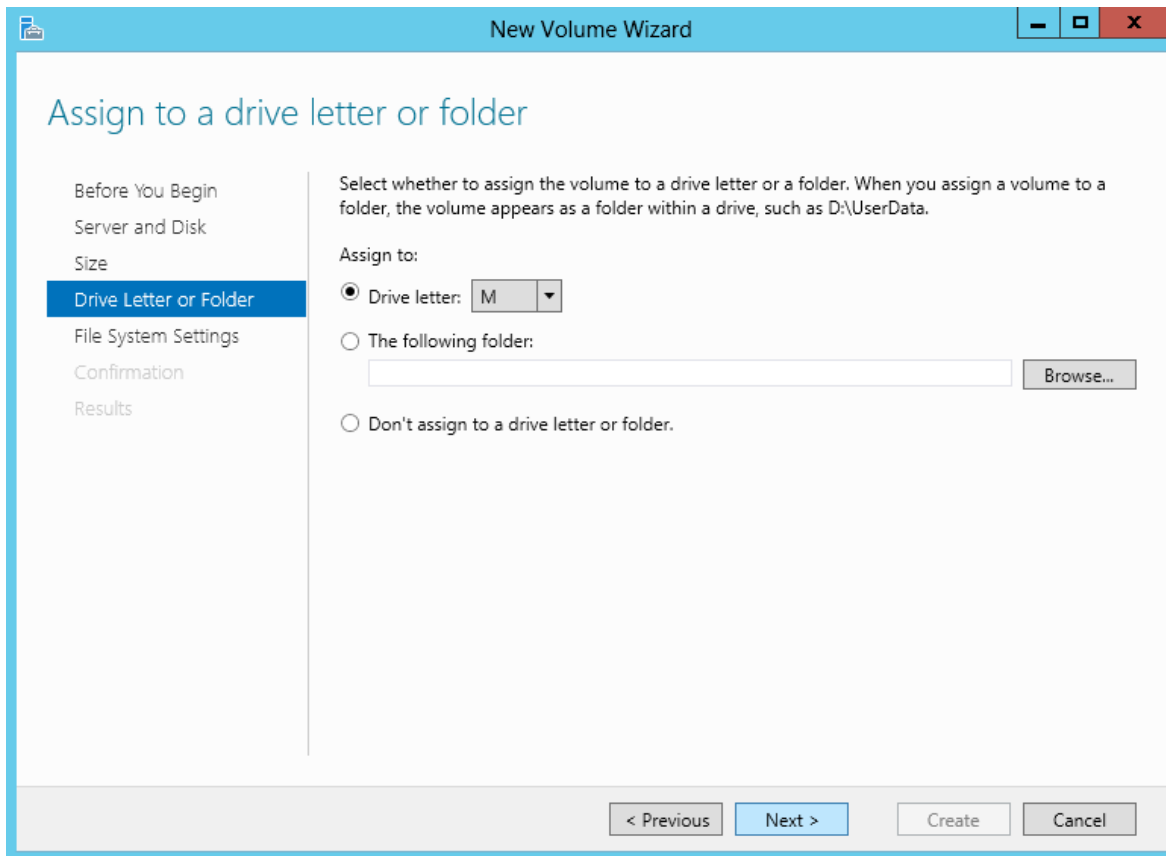 New Volume Wizard
Assign to a drive letter or folder
Before You Begin
Server and Disk
Size
Drive Letter or Folder
File System Settings
Confirmation
Results
Select whether to assign the volume to a drive letter or a folder. When you assign a volume to a
folder, the volume appears as a folder within a drive, such as D:\UserData.
Assign to:
Drive letter: M
The following folder:
Browse...
Don't assign to a drive letter or folder.
< Previous Next > Create Cancel